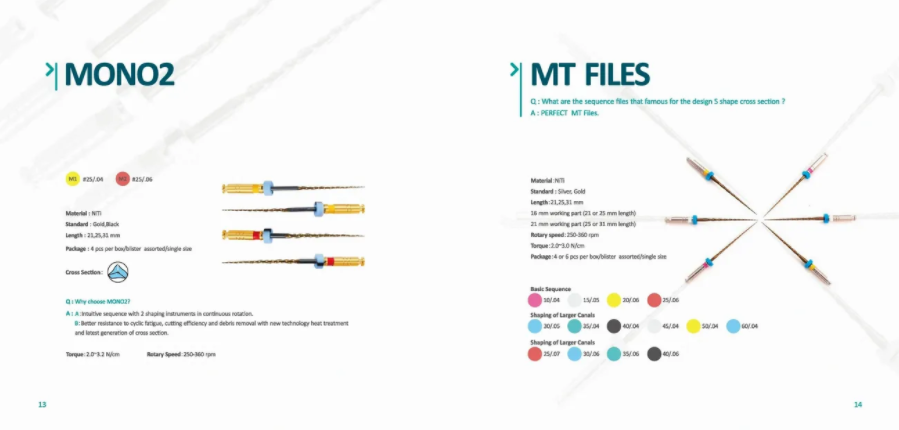 MONO2
M1 #25/.04 #25/.06
Material : NiTi
Standard : Gold,Black
Length : 21,25,31 mm
Package : 4 pcs per box/blister assorted/single size
Cross Section:
Q : Why choose MONO2?
A : A :Intuitive sequence with 2 shaping instruments in continuous rotation.
B: Better resistance to cyclic fatigue, cutting efficiency and debris removal with new technology heat treatment
and latest generation of cross section.
Torque: 2.0~3.2 N/cm Rotary Speed: 250-360 rpm
13
MT FILES
Q : What are the sequence files that famous for the design S shape cross section ?
A : PERFECT MT Files.
Material :NiTi
Standard : Silver, Gold
Length :21,25,31 mm
16 mm working part (21 or 25 mm length)
21 mm working part (25 or 31 mm length)
Rotary speed: 250-360 rpm
Torque :2.0~3.0 N/cm
Package :4 or 6 pcs per box/blister assorted/single size
Basic Sequence
10/.04 15/.05 20/.06 25/.06
Shaping of Larger Canals
30/.05 35/.04 40/.04 45/.04 50/.04 60/.04
Shaping of Larger Canals
25/.07 30/.06 35/.06 40/.06
14